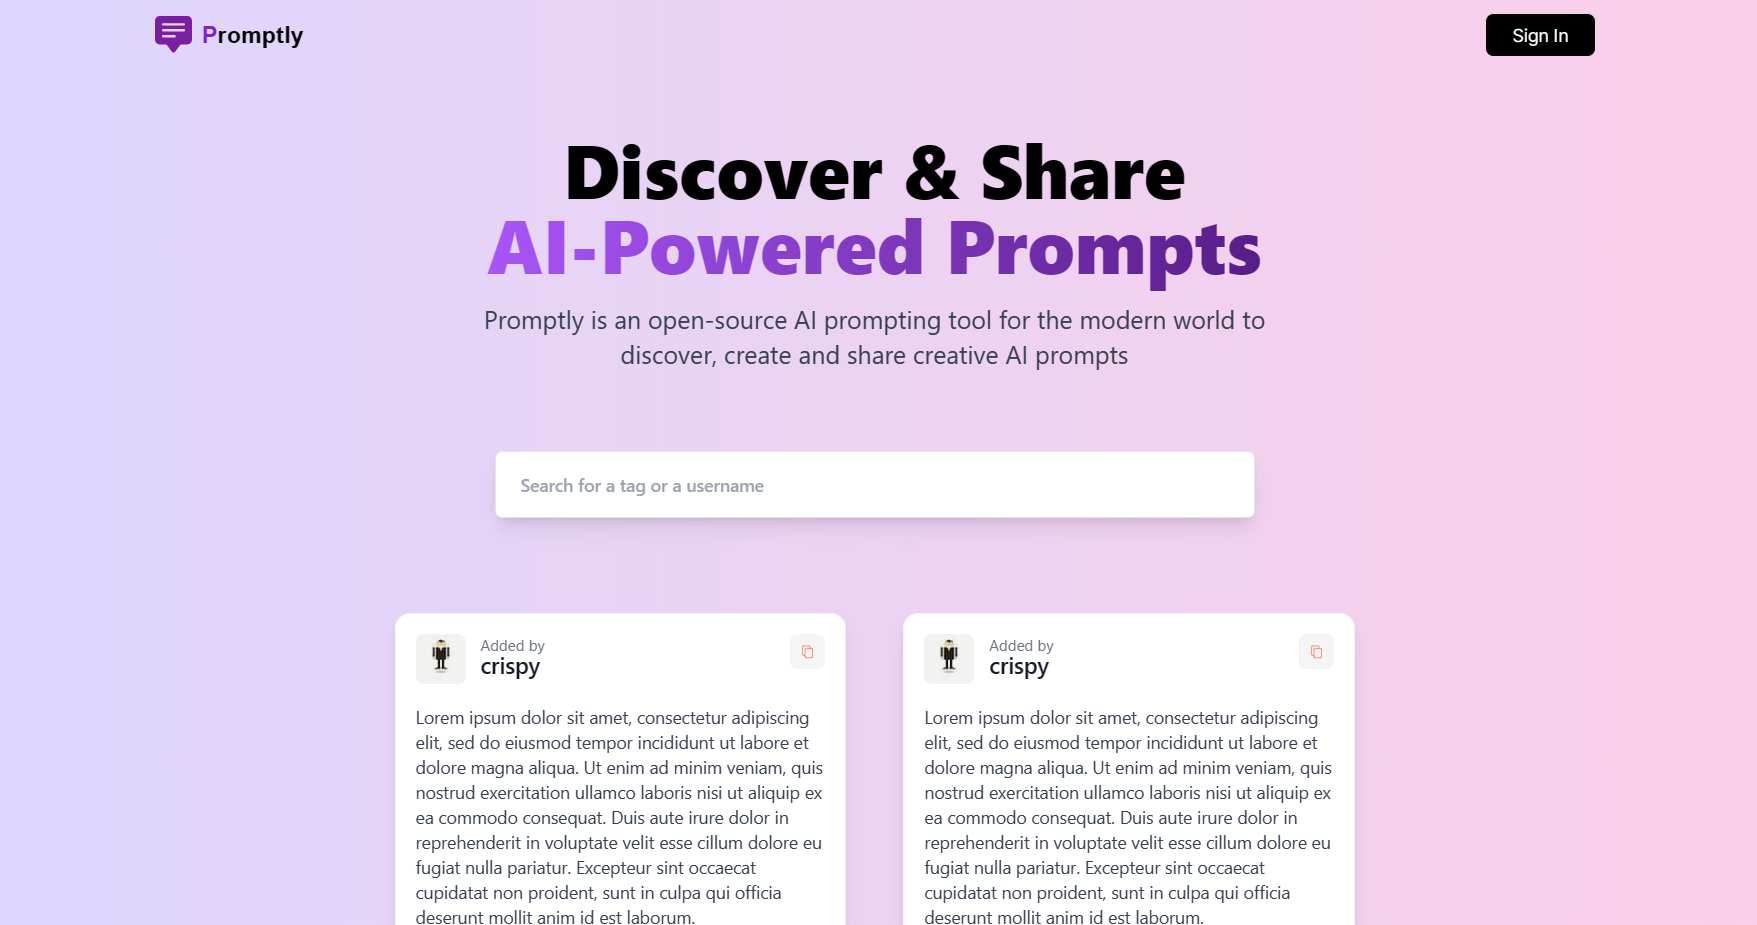 Promptly
Sign In
Discover & Share
AI-Powered Prompts
Promptly is an open-source AI prompting tool for the modern world to
discover, create and share creative AI prompts
Search for a tag or a username
Added by
crispy
Lorem ipsum dolor sit amet, consectetur adipiscing
elit, sed do eiusmod tempor incididunt ut labore et
dolore magna aliqua. Ut enim ad minim veniam, quis
nostrud exercitation ullamco laboris nisi ut aliquip ex
ea commodo consequat. Duis aute irure dolor in
reprehenderit in voluptate velit esse cillum dolore eu
fugiat nulla pariatur. Excepteur sint occaecat
cupidatat non proident, sunt in culpa qui officia
deserunt mollit anim id est laborum.
Added by
crispy
Lorem ipsum dolor sit amet, consectetur adipiscing
elit, sed do eiusmod tempor incididunt ut labore et
dolore magna aliqua. Ut enim ad minim veniam, quis
nostrud exercitation ullamco laboris nisi ut aliquip ex
ea commodo consequat. Duis aute irure dolor in
reprehenderit in voluptate velit esse cillum dolore eu
fugiat nulla pariatur. Excepteur sint occaecat
cupidatat non proident, sunt in culpa qui officia
deserunt mollit anim id est laborum.